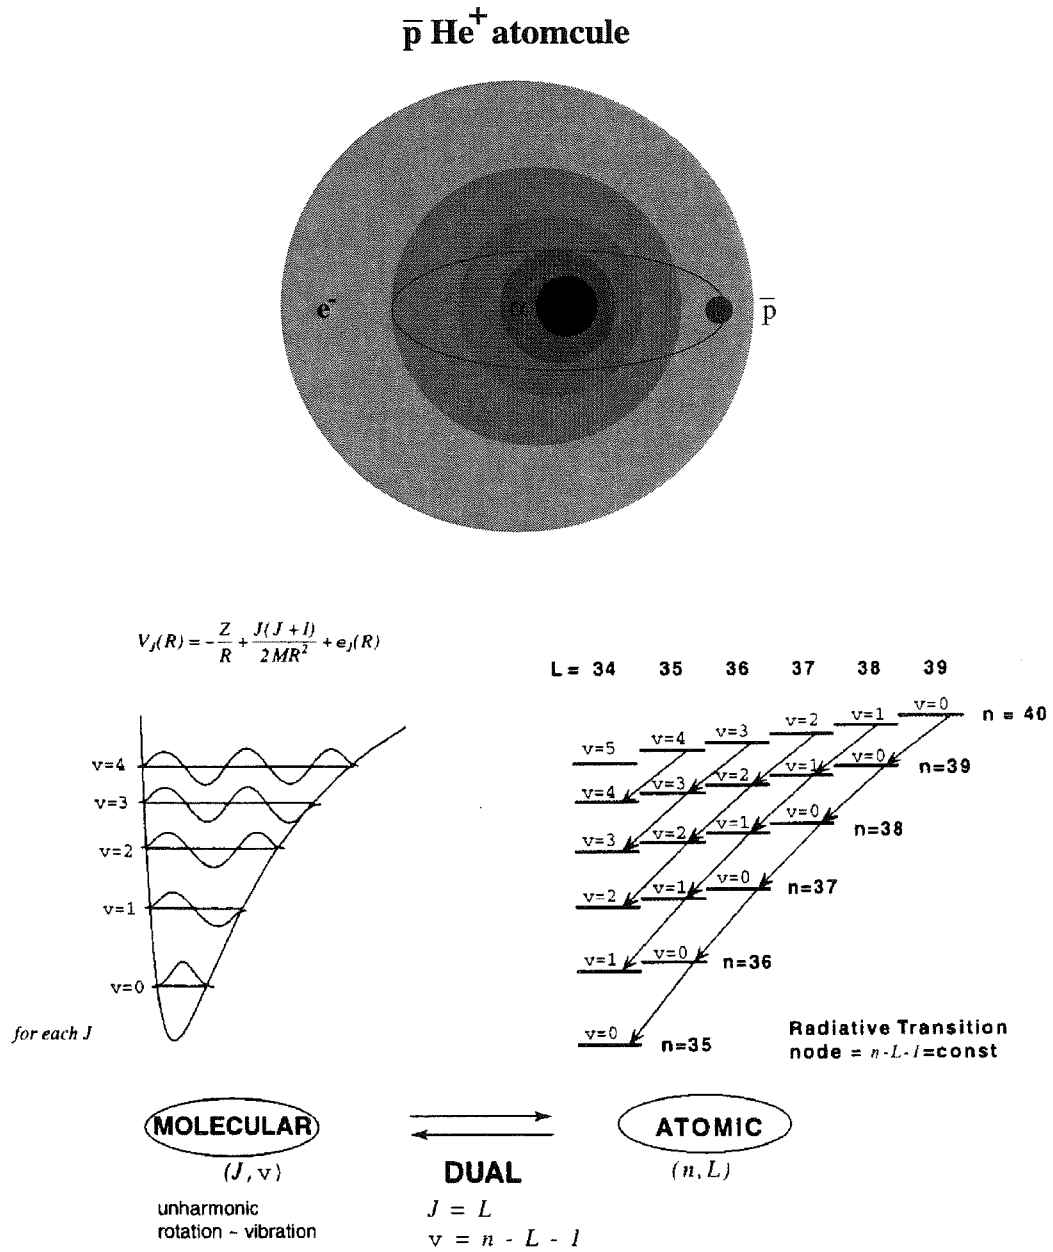 p̅ He⁺ atomcule
e⁻
α
p̅
V_J(R) = -Z/R + J(J+1)/2MR² + e_J(R)
L = 34 35 36 37 38 39
v=0 n = 40
v=1
v=2
v=3
v=4
v=5
v=0 n=39
v=1
v=2
v=3
v=4
v=0 n=38
v=1
v=2
v=3
v=0 n=37
v=1
v=2
v=0 n=36
v=1
v=0 n=35
v=4
v=3
v=2
v=1
v=0
for each J
Radiative Transition
node = n-L-1=const
MOLECULAR
ATOMIC
(J, v)
DUAL
(n, L)
unharmonic
rotation ~ vibration
J = L
v = n - L - 1